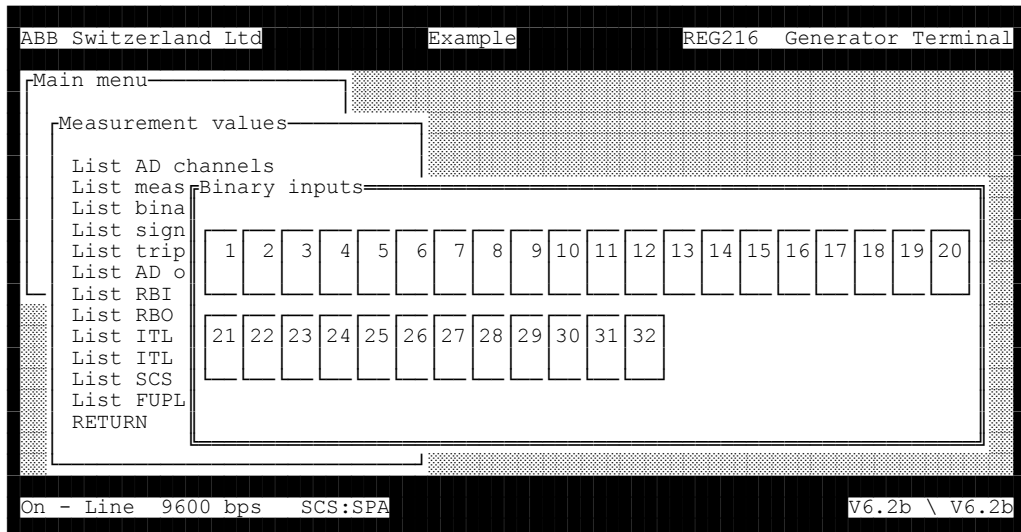 ABB Switzerland Ltd Example REG216 Generator Terminal
Main menu
Measurement values
List AD channels
List meas Binary inputs
List bina
List sign
List trip 1 2 3 4 5 6 7 8 9 10 11 12 13 14 15 16 17 18 19 20
List AD o
List RBI
List RBO
List ITL 21 22 23 24 25 26 27 28 29 30 31 32
List ITL
List SCS
List FUPL
RETURN
On - Line 9600 bps SCS:SPA V6.2b \ V6.2b